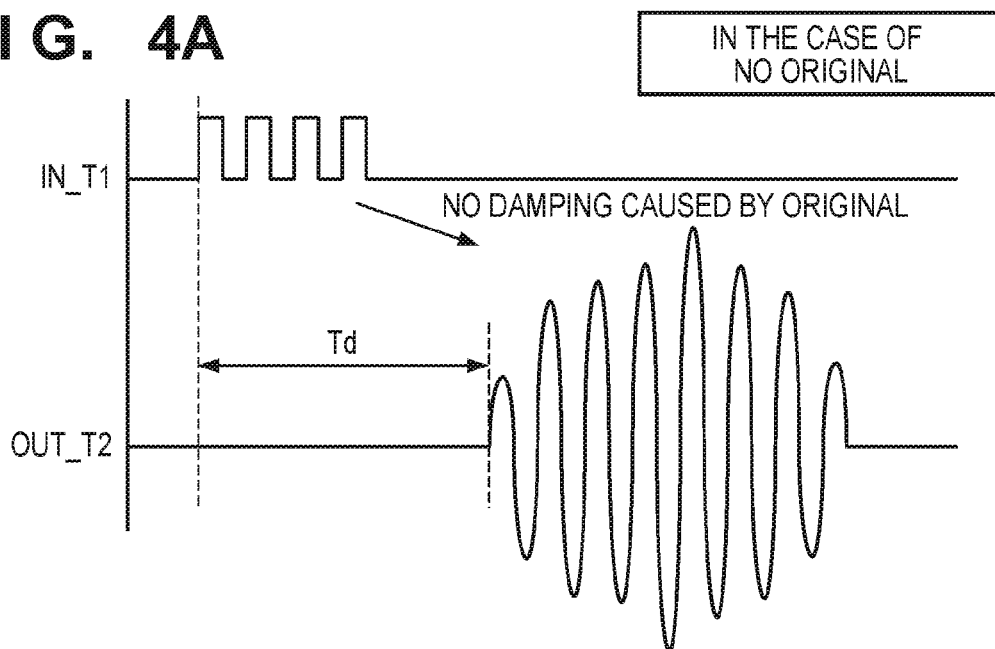 I G. 4A
IN THE CASE OF
NO ORIGINAL
IN_T1
NO DAMPING CAUSED BY ORIGINAL
Td
OUT_T2